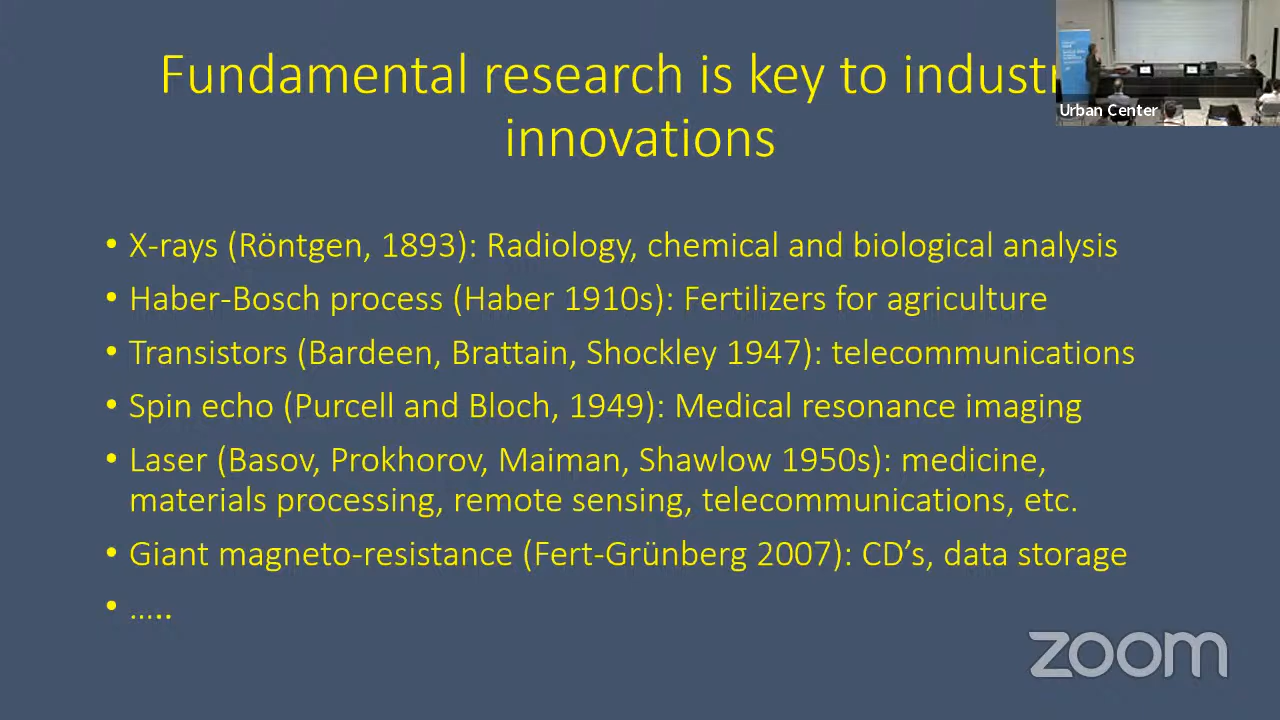 Fundamental research is key to industr
innovations
Urban Center
• X-rays (Röntgen, 1893): Radiology, chemical and biological analysis
• Haber-Bosch process (Haber 1910s): Fertilizers for agriculture
• Transistors (Bardeen, Brattain, Shockley 1947): telecommunications
• Spin echo (Purcell and Bloch, 1949): Medical resonance imaging
• Laser (Basov, Prokhorov, Maiman, Shawlow 1950s): medicine,
materials processing, remote sensing, telecommunications, etc.
• Giant magneto-resistance (Fert-Grünberg 2007): CD’s, data storage
• …..
zoom